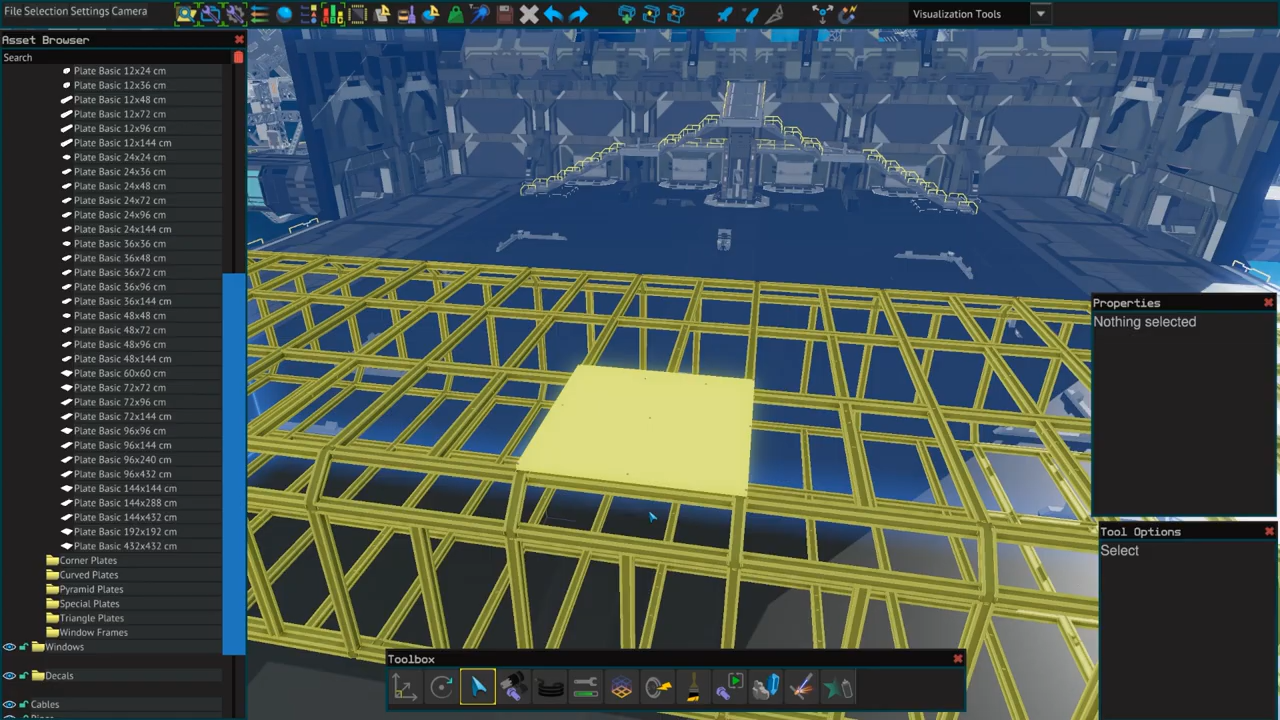 File Selection Settings Camera
Visualization Tools
Asset Browser
Search
Plate Basic 12x24 cm
Plate Basic 12x36 cm
Plate Basic 12x48 cm
Plate Basic 12x72 cm
Plate Basic 12x96 cm
Plate Basic 12x144 cm
Plate Basic 24x24 cm
Plate Basic 24x36 cm
Plate Basic 24x48 cm
Plate Basic 24x72 cm
Plate Basic 24x96 cm
Plate Basic 24x144 cm
Plate Basic 36x36 cm
Plate Basic 36x48 cm
Plate Basic 36x72 cm
Plate Basic 36x96 cm
Plate Basic 36x144 cm
Plate Basic 48x48 cm
Plate Basic 48x72 cm
Plate Basic 48x96 cm
Plate Basic 48x144 cm
Plate Basic 60x60 cm
Plate Basic 72x72 cm
Plate Basic 72x96 cm
Plate Basic 72x144 cm
Plate Basic 96x96 cm
Plate Basic 96x144 cm
Plate Basic 96x240 cm
Plate Basic 96x432 cm
Plate Basic 144x144 cm
Plate Basic 144x288 cm
Plate Basic 144x432 cm
Plate Basic 192x192 cm
Plate Basic 432x432 cm
Corner Plates
Curved Plates
Pyramid Plates
Special Plates
Triangle Plates
Window Frames
Windows
Decals
Cables
Properties
Nothing selected
Tool Options
Select
Toolbox